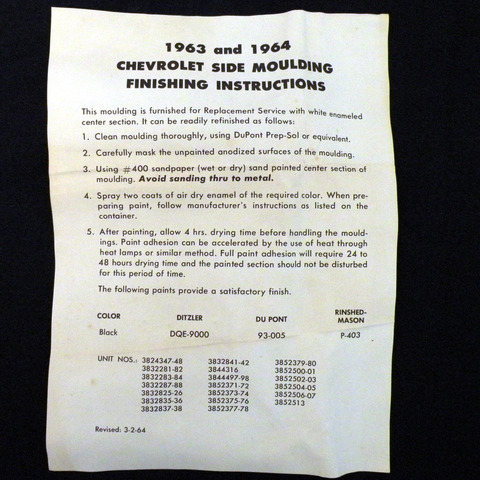 1963 and 1964
CHEVROLET SIDE MOULDING
FINISHING INSTRUCTIONS
This moulding is furnished for Replacement Service with white enameled
center section. It can be readily refinished as follows:
1. Clean moulding thoroughly, using DuPont Prep-Sol or equivalent.
2. Carefully mask the unpainted anodized surfaces of the moulding.
3. Using #400 sandpaper (wet or dry) sand painted center section of
moulding. Avoid sanding thru to metal.
4. Spray two coats of air dry enamel of the required color. When pre-
paring paint, follow manufacturer's instructions as listed on the
container.
5. After painting, allow 4 hrs. drying time before handling the mould-
ings. Paint adhesion can be accelerated by the use of heat through
heat lamps or similar method. Full paint adhesion will require 24 to
48 hours drying time and the painted section should not be disturbed
for this period of time.
The following paints provide a satisfactory finish.
COLOR DITZLER DU PONT RINSHED-
MASON
Black DQE-9000 93-005 P-403
UNIT NOS.: 3824347-48 3832841-42 3852379-80
3832281-82 3844316 3852500-01
3832283-84 3844497-98 3852502-03
3832287-88 3852371-72 3852504-05
3832825-26 3852373-74 3852506-07
3832835-36 3852375-76 3852513
3832837-38 3852377-78
Revised: 3-2-64